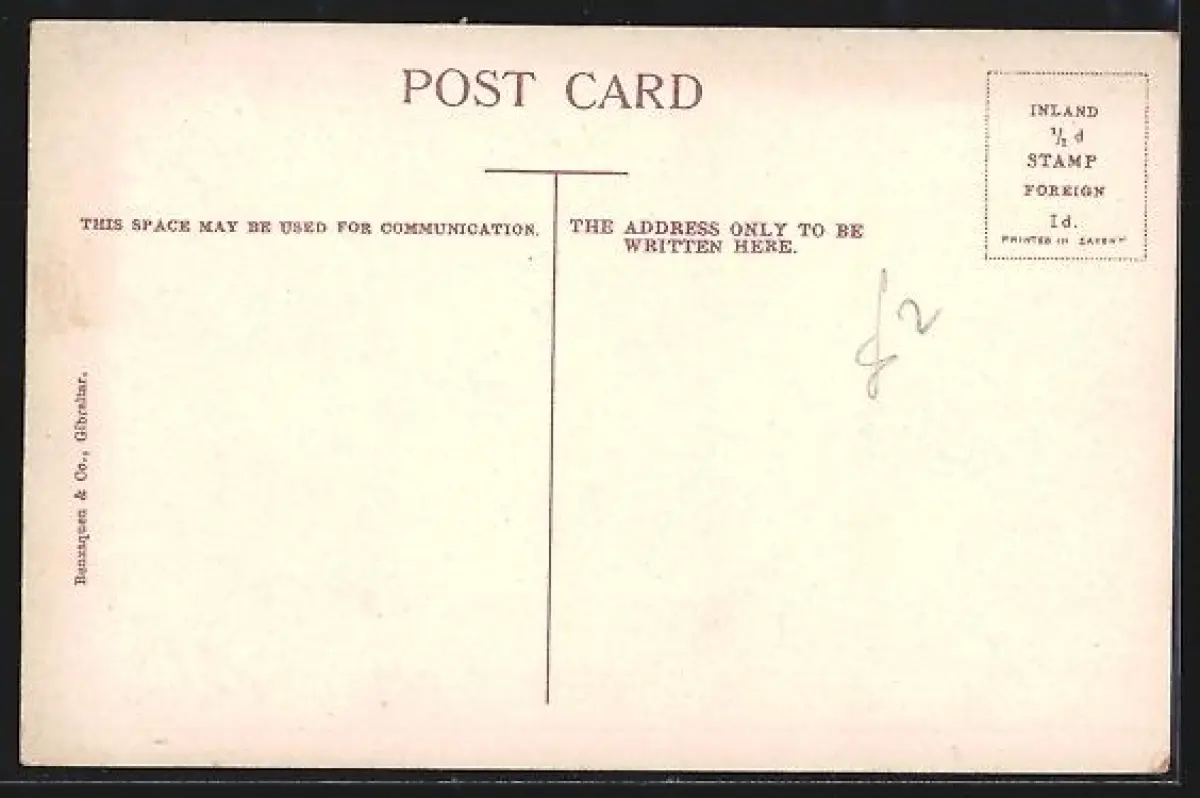 POST CARD
INLAND
½ d
STAMP
FOREIGN
1d.
PRINTED IN
THIS SPACE MAY BE USED FOR COMMUNICATION.
THE ADDRESS ONLY TO BE
WRITTEN HERE.
£2
Benzaquen & Co., Gibraltar.